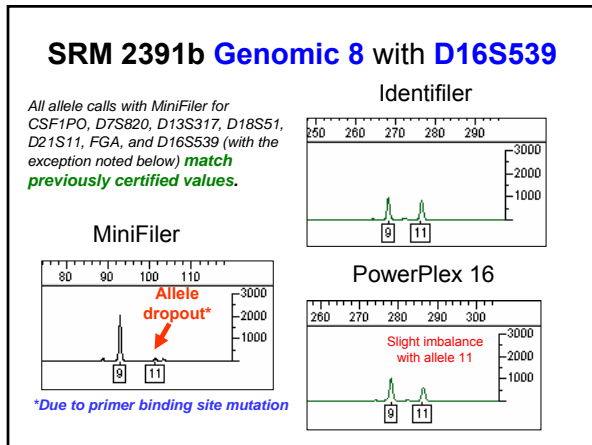 SRM 2391b Genomic 8 with D16S539
All allele calls with MiniFiler for
CSF1PO, D7S820, D13S317, D18S51,
D21S11, FGA, and D16S539 (with the
exception noted below) match
previously certified values.
Identifiler
250 260 270 280 290
3000
2000
1000
9 11
MiniFiler
80 90 100 110
Allele
dropout*
3000
2000
1000
9 11
*Due to primer binding site mutation
PowerPlex 16
260 270 280 290 300
Slight imbalance
with allele 11
3000
2000
1000
9 11